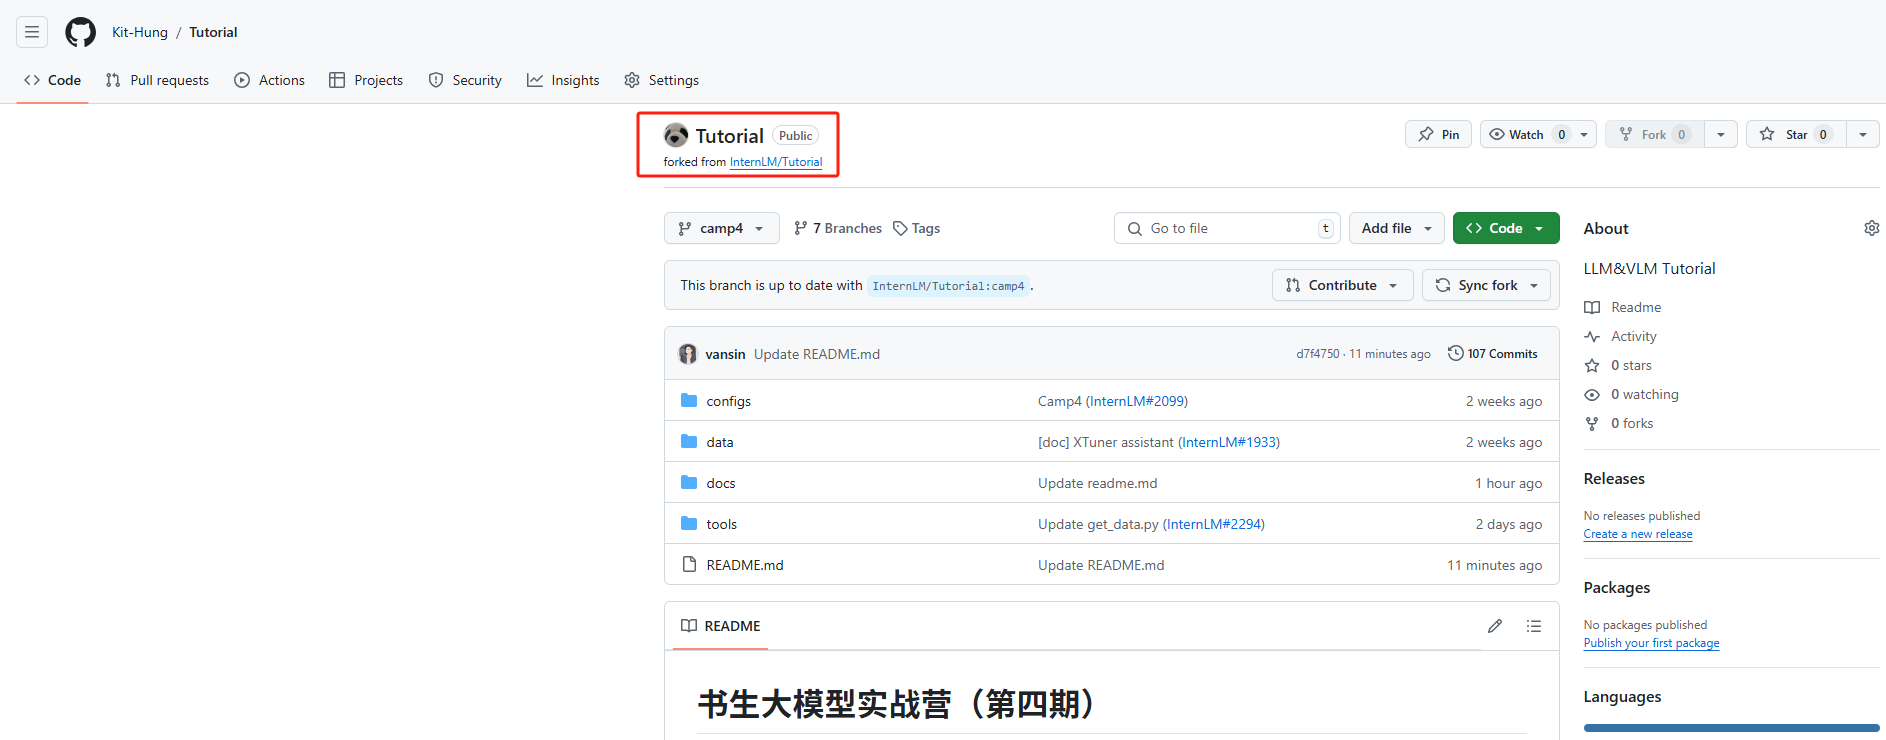 Kit-Hung / Tutorial
Code Pull requests Actions Projects Security Insights Settings
Tutorial Public
forked from InternLM/Tutorial
Pin Watch 0 Fork 0 Star 0
camp4 7 Branches Tags Go to file t Add file Code
This branch is up to date with InternLM/Tutorial:camp4 .
Contribute Sync fork
vansin Update README.md d7f4750 · 11 minutes ago 107 Commits
configs Camp4 (InternLM#2099) 2 weeks ago
data [doc] XTuner assistant (InternLM#1933) 2 weeks ago
docs Update readme.md 1 hour ago
tools Update get_data.py (InternLM#2294) 2 days ago
README.md Update README.md 11 minutes ago
README
书生大模型实战营（第四期）
About
LLM&VLM Tutorial
Readme
Activity
0 stars
0 watching
0 forks
Releases
No releases published
Create a new release
Packages
No packages published
Publish your first package
Languages